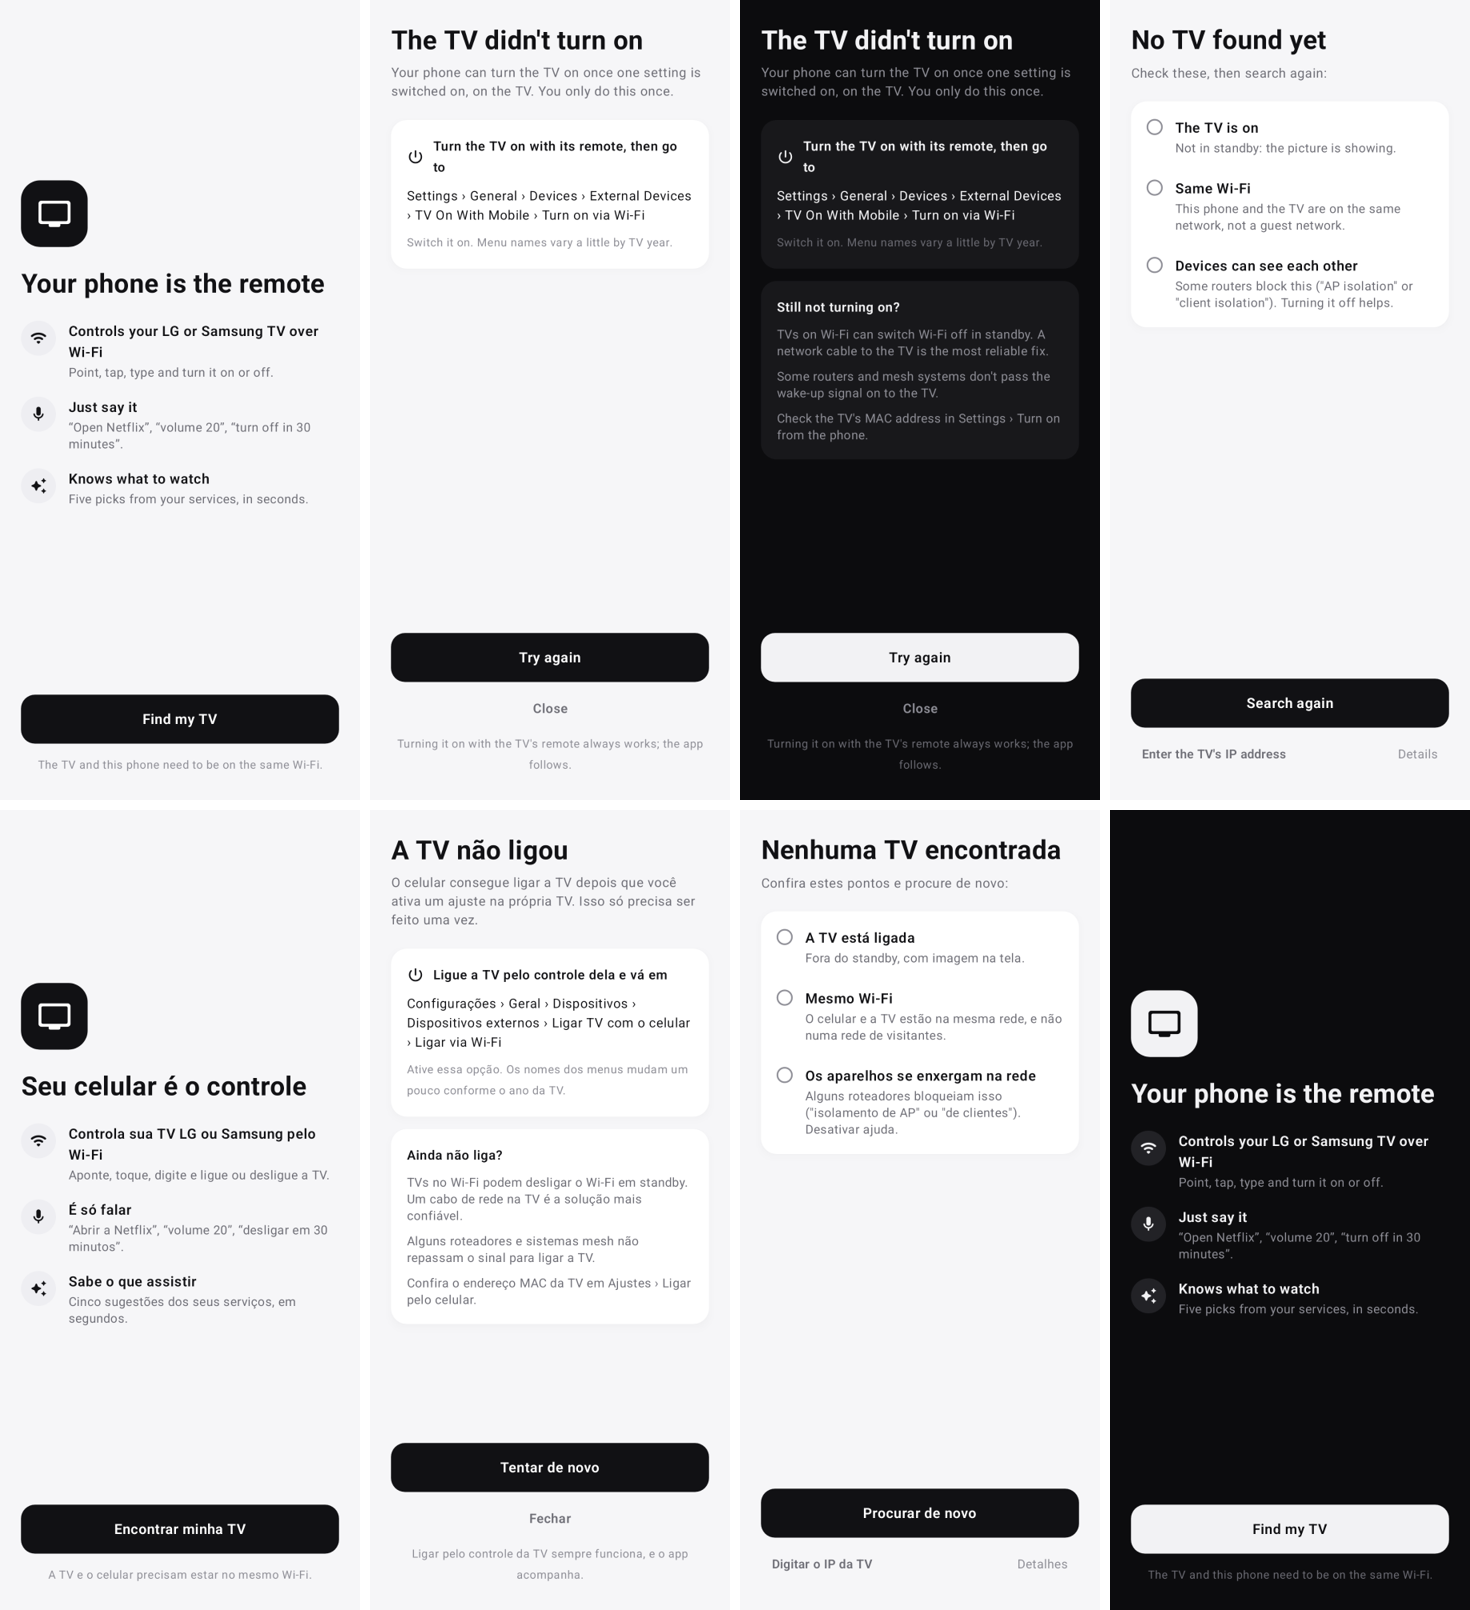 Your phone is the remote
Controls your LG or Samsung TV over
Wi-Fi
Point, tap, type and turn it on or off.
Just say it
“Open Netflix”, “volume 20”, “turn off in 30
minutes”.
Knows what to watch
Five picks from your services, in seconds.
Find my TV
The TV and this phone need to be on the same Wi-Fi.
The TV didn't turn on
Your phone can turn the TV on once one setting is
switched on, on the TV. You only do this once.
Turn the TV on with its remote, then go
to
Settings › General › Devices › External Devices
› TV On With Mobile › Turn on via Wi-Fi
Switch it on. Menu names vary a little by TV year.
Try again
Close
Turning it on with the TV's remote always works; the app
follows.
The TV didn't turn on
Your phone can turn the TV on once one setting is
switched on, on the TV. You only do this once.
Turn the TV on with its remote, then go
to
Settings › General › Devices › External Devices
› TV On With Mobile › Turn on via Wi-Fi
Switch it on. Menu names vary a little by TV year.
Still not turning on?
TVs on Wi-Fi can switch Wi-Fi off in standby. A
network cable to the TV is the most reliable fix.
Some routers and mesh systems don't pass the
wake-up signal on to the TV.
Check the TV's MAC address in Settings › Turn on
from the phone.
Try again
Close
Turning it on with the TV's remote always works; the app
follows.
No TV found yet
Check these, then search again:
The TV is on
Not in standby: the picture is showing.
Same Wi-Fi
This phone and the TV are on the same
network, not a guest network.
Devices can see each other
Some routers block this ("AP isolation" or
"client isolation"). Turning it off helps.
Search again
Enter the TV's IP address
Details
Seu celular é o controle
Controla sua TV LG ou Samsung pelo
Wi-Fi
Aponte, toque, digite e ligue ou desligue a TV.
É só falar
“Abrir a Netflix”, “volume 20”, “desligar em 30
minutos”.
Sabe o que assistir
Cinco sugestões dos seus serviços, em
segundos.
Encontrar minha TV
A TV e o celular precisam estar no mesmo Wi-Fi.
A TV não ligou
O celular consegue ligar a TV depois que você
ativa um ajuste na própria TV. Isso só precisa ser
feito uma vez.
Ligue a TV pelo controle dela e vá em
Configurações › Geral › Dispositivos ›
Dispositivos externos › Ligar TV com o celular
› Ligar via Wi-Fi
Ative essa opção. Os nomes dos menus mudam um
pouco conforme o ano da TV.
Ainda não liga?
TVs no Wi-Fi podem desligar o Wi-Fi em standby.
Um cabo de rede na TV é a solução mais
confiável.
Alguns roteadores e sistemas mesh não
repassam o sinal para ligar a TV.
Confira o endereço MAC da TV em Ajustes › Ligar
pelo celular.
Tentar de novo
Fechar
Ligar pelo controle da TV sempre funciona, e o app
acompanha.
Nenhuma TV encontrada
Confira estes pontos e procure de novo:
A TV está ligada
Fora do standby, com imagem na tela.
Mesmo Wi-Fi
O celular e a TV estão na mesma rede, e não
numa rede de visitantes.
Os aparelhos se enxergam na rede
Alguns roteadores bloqueiam isso
("isolamento de AP" ou "de clientes").
Desativar ajuda.
Procurar de novo
Digitar o IP da TV
Detalhes
Your phone is the remote
Controls your LG or Samsung TV over
Wi-Fi
Point, tap, type and turn it on or off.
Just say it
“Open Netflix”, “volume 20”, “turn off in 30
minutes”.
Knows what to watch
Five picks from your services, in seconds.
Find my TV
The TV and this phone need to be on the same Wi-Fi.